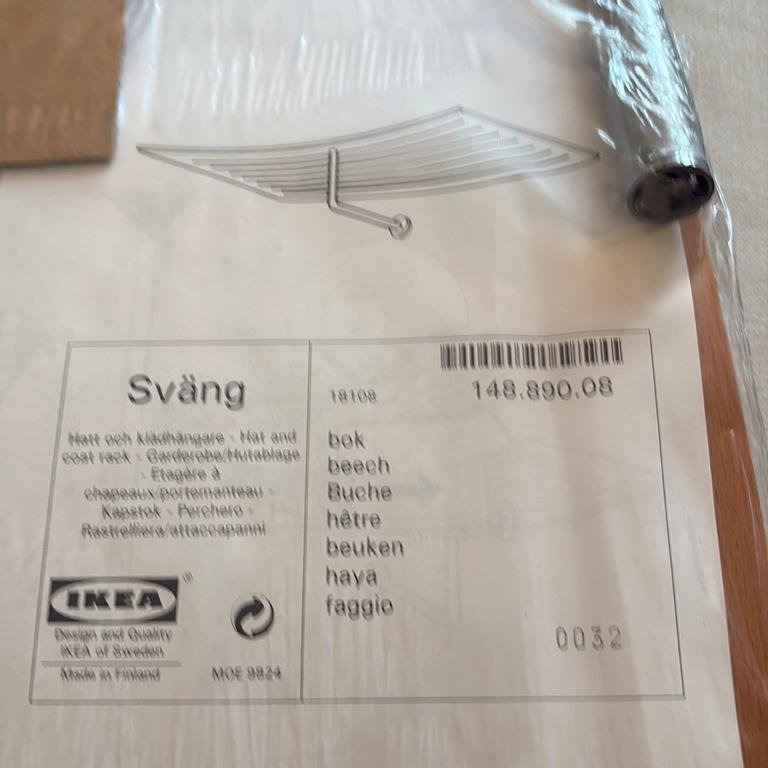 Sväng
Hatt och klädhängare - Hat and
coat rack - Garderobe/Hutablage
- Etagère à
chapeaux/portemanteau -
Kapstok - Perchero -
Rastrelliera/attaccapanni
IKEA®
Design and Quality
IKEA of Sweden
Made in Finland
MOE 9824
18108
148.890.08
bok
beech
Buche
hêtre
beuken
haya
faggio
0032